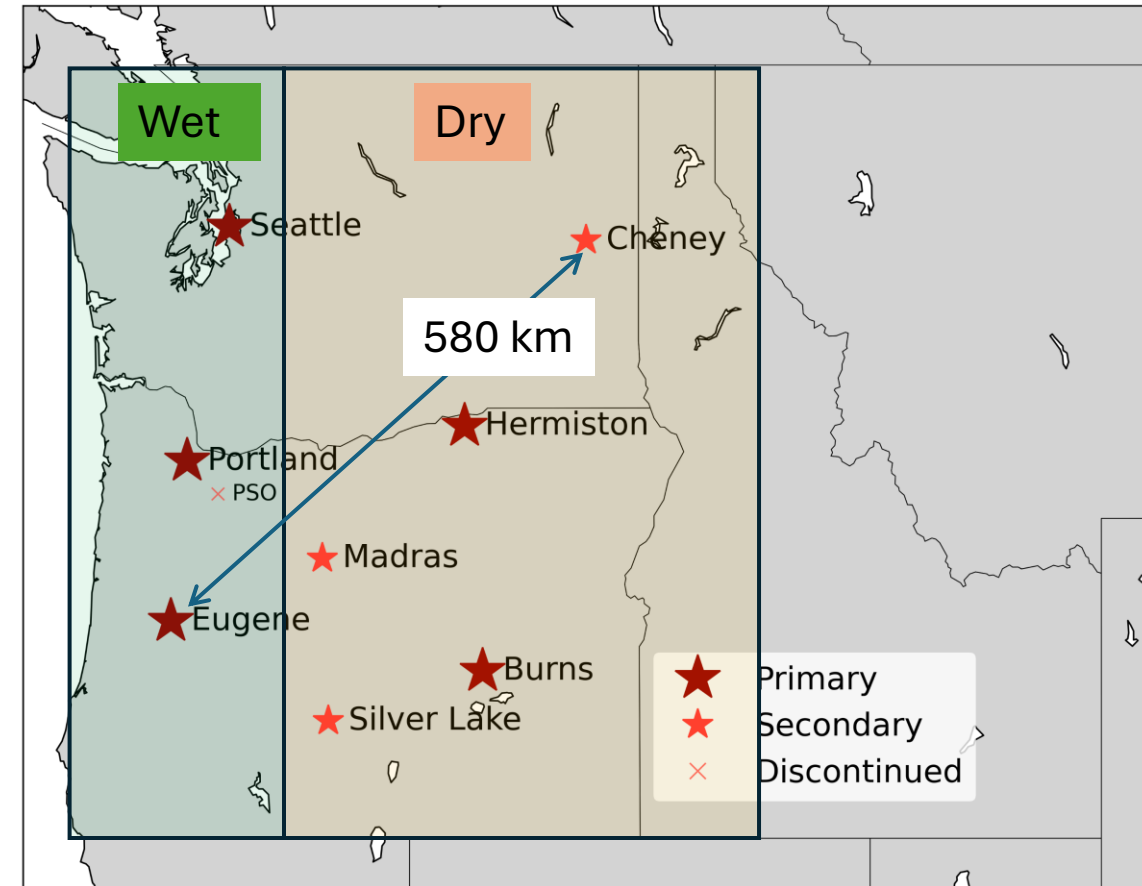 Wet
Dry
Seattle
Cheney
580 km
Hermiston
Portland
PSO
Madras
Eugene
Burns
Silver Lake
Primary
Secondary
Discontinued